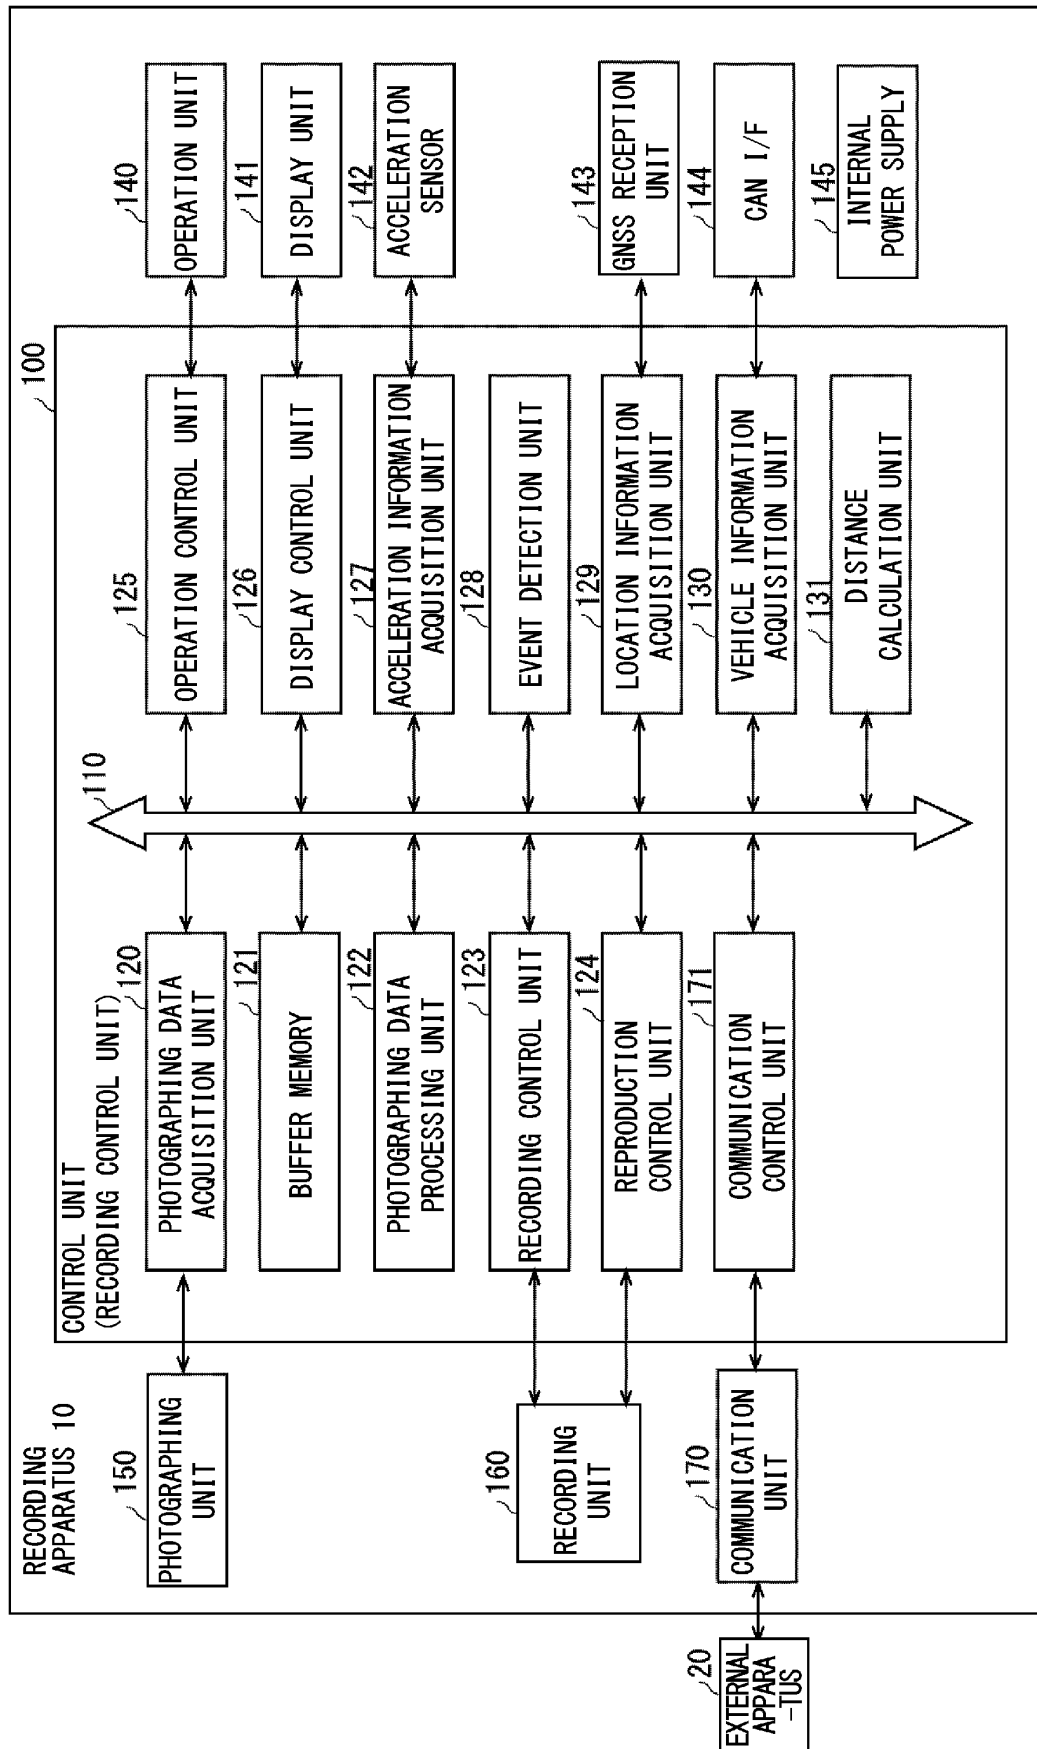 RECORDING
APPARATUS 10
CONTROL UNIT
(RECORDING CONTROL UNIT)
100
110
150
PHOTOGRAPHING
UNIT
120
PHOTOGRAPHING DATA
ACQUISITION UNIT
125
OPERATION CONTROL UNIT
140
OPERATION UNIT
121
BUFFER MEMORY
126
DISPLAY CONTROL UNIT
141
DISPLAY UNIT
122
PHOTOGRAPHING DATA
PROCESSING UNIT
127
ACCELERATION INFORMATION
ACQUISITION UNIT
142
ACCELERATION
SENSOR
160
RECORDING
UNIT
123
RECORDING CONTROL UNIT
128
EVENT DETECTION UNIT
124
REPRODUCTION
CONTROL UNIT
129
LOCATION INFORMATION
ACQUISITION UNIT
143
GNSS RECEPTION
UNIT
20
EXTERNAL
APPARA
-TUS
170
COMMUNICATION
UNIT
171
COMMUNICATION
CONTROL UNIT
130
VEHICLE INFORMATION
ACQUISITION UNIT
144
CAN I/F
131
DISTANCE
CALCULATION UNIT
145
INTERNAL
POWER SUPPLY